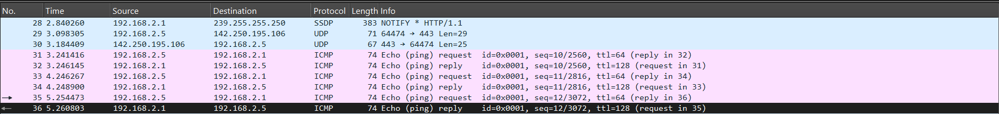 No. Time Source Destination Protocol Length Info
28 2.840260 192.168.2.1 239.255.255.250 SSDP 383 NOTIFY * HTTP/1.1
29 3.098305 192.168.2.5 142.250.195.106 UDP 71 64474 → 443 Len=29
30 3.184409 142.250.195.106 192.168.2.5 UDP 67 443 → 64474 Len=25
31 3.241416 192.168.2.5 192.168.2.1 ICMP 74 Echo (ping) request id=0x0001, seq=10/2560, ttl=64 (reply in 32)
32 3.246145 192.168.2.1 192.168.2.5 ICMP 74 Echo (ping) reply id=0x0001, seq=10/2560, ttl=128 (request in 31)
33 4.246267 192.168.2.5 192.168.2.1 ICMP 74 Echo (ping) request id=0x0001, seq=11/2816, ttl=64 (reply in 34)
34 4.248900 192.168.2.1 192.168.2.5 ICMP 74 Echo (ping) reply id=0x0001, seq=11/2816, ttl=128 (request in 33)
35 5.254473 192.168.2.5 192.168.2.1 ICMP 74 Echo (ping) request id=0x0001, seq=12/3072, ttl=64 (reply in 36)
36 5.260803 192.168.2.1 192.168.2.5 ICMP 74 Echo (ping) reply id=0x0001, seq=12/3072, ttl=128 (request in 35)